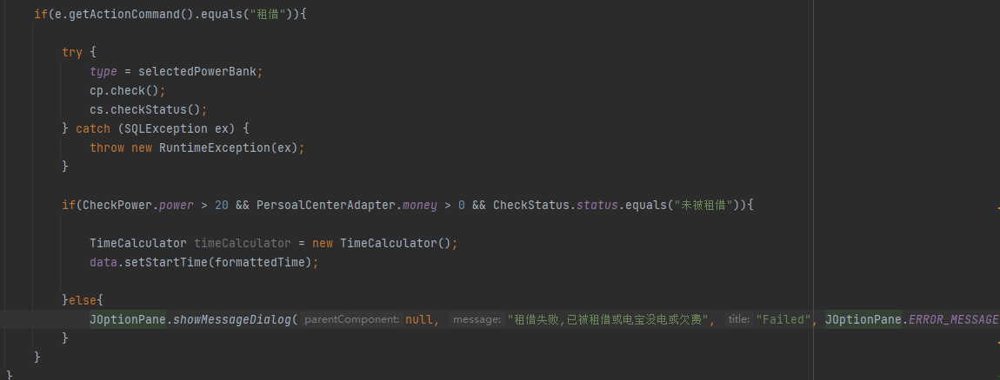 if(e.getActionCommand().equals("租借")){
try {
type = selectedPowerBank;
cp.check();
cs.checkStatus();
} catch (SQLException ex) {
throw new RuntimeException(ex);
}
if(CheckPower.power > 20 && PersoalCenterAdapter.money > 0 && CheckStatus.status.equals("未被租借")){
TimeCalculator timeCalculator = new TimeCalculator();
data.setStartTime(formattedTime);
}else{
JOptionPane.showMessageDialog( parentComponent: null, message: "租借失败,已被租借或电宝没电或欠费", title: "Failed", JOptionPane.ERROR_MESSAGE
}
}
}